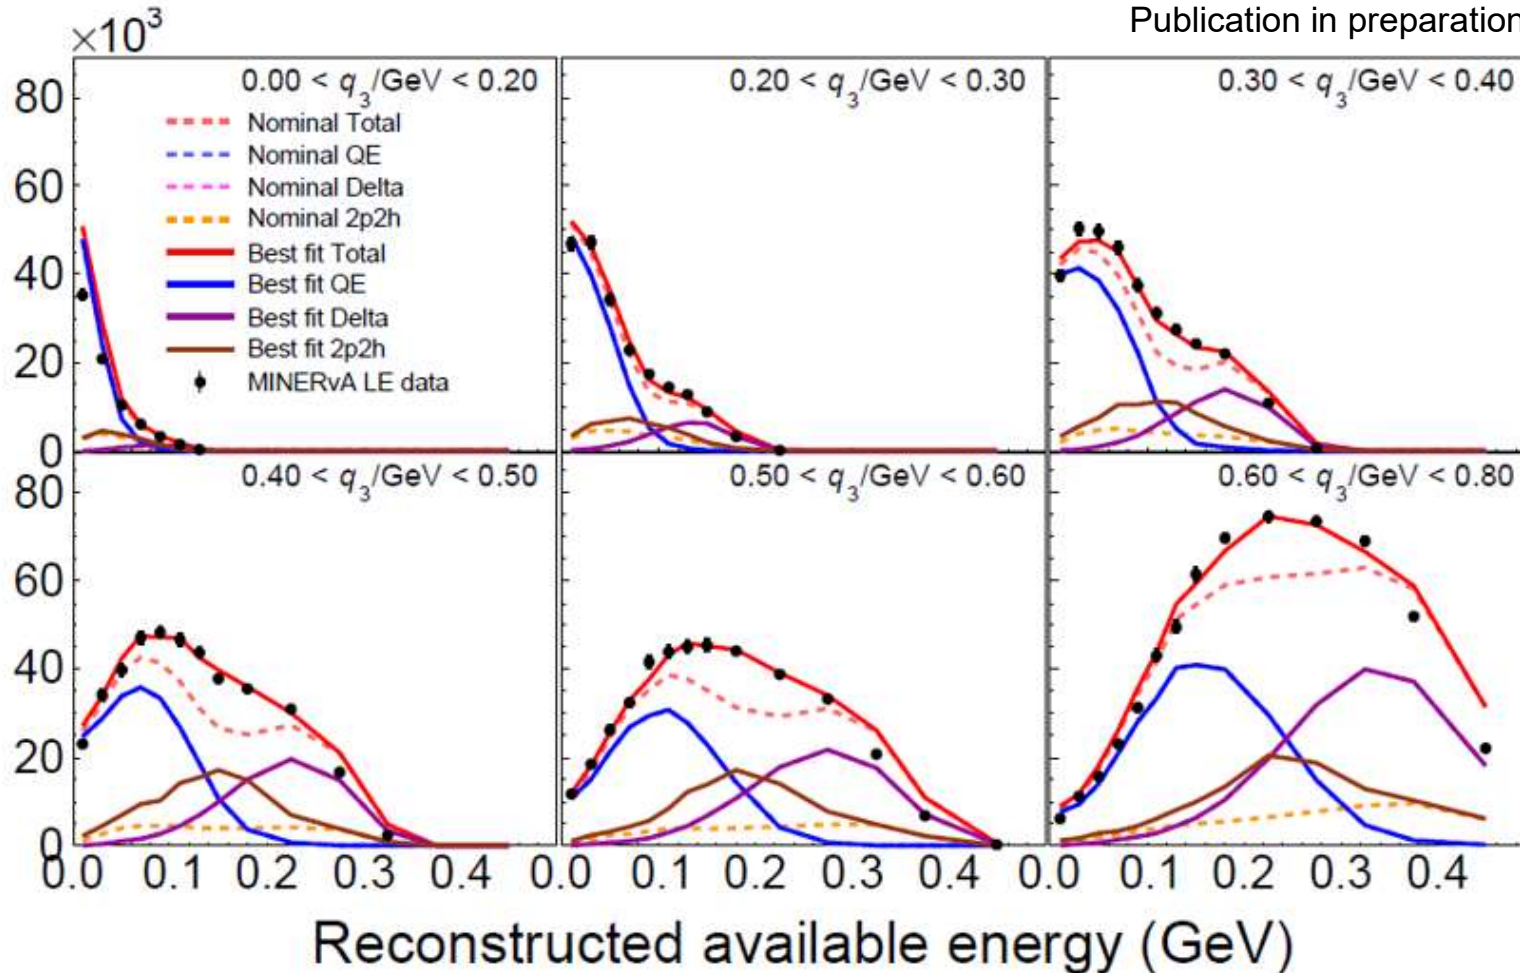 Publication in preparation
×10³
0.00 < q₃/GeV < 0.20
0.20 < q₃/GeV < 0.30
0.30 < q₃/GeV < 0.40
80
60
40
20
0
Nominal Total
Nominal QE
Nominal Delta
Nominal 2p2h
Best fit Total
Best fit QE
Best fit Delta
Best fit 2p2h
MINERvA LE data
0.40 < q₃/GeV < 0.50
0.50 < q₃/GeV < 0.60
0.60 < q₃/GeV < 0.80
80
60
40
20
0
0.0 0.1 0.2 0.3 0.4 0.0 0.1 0.2 0.3 0.4 0.0 0.1 0.2 0.3 0.4
Reconstructed available energy (GeV)